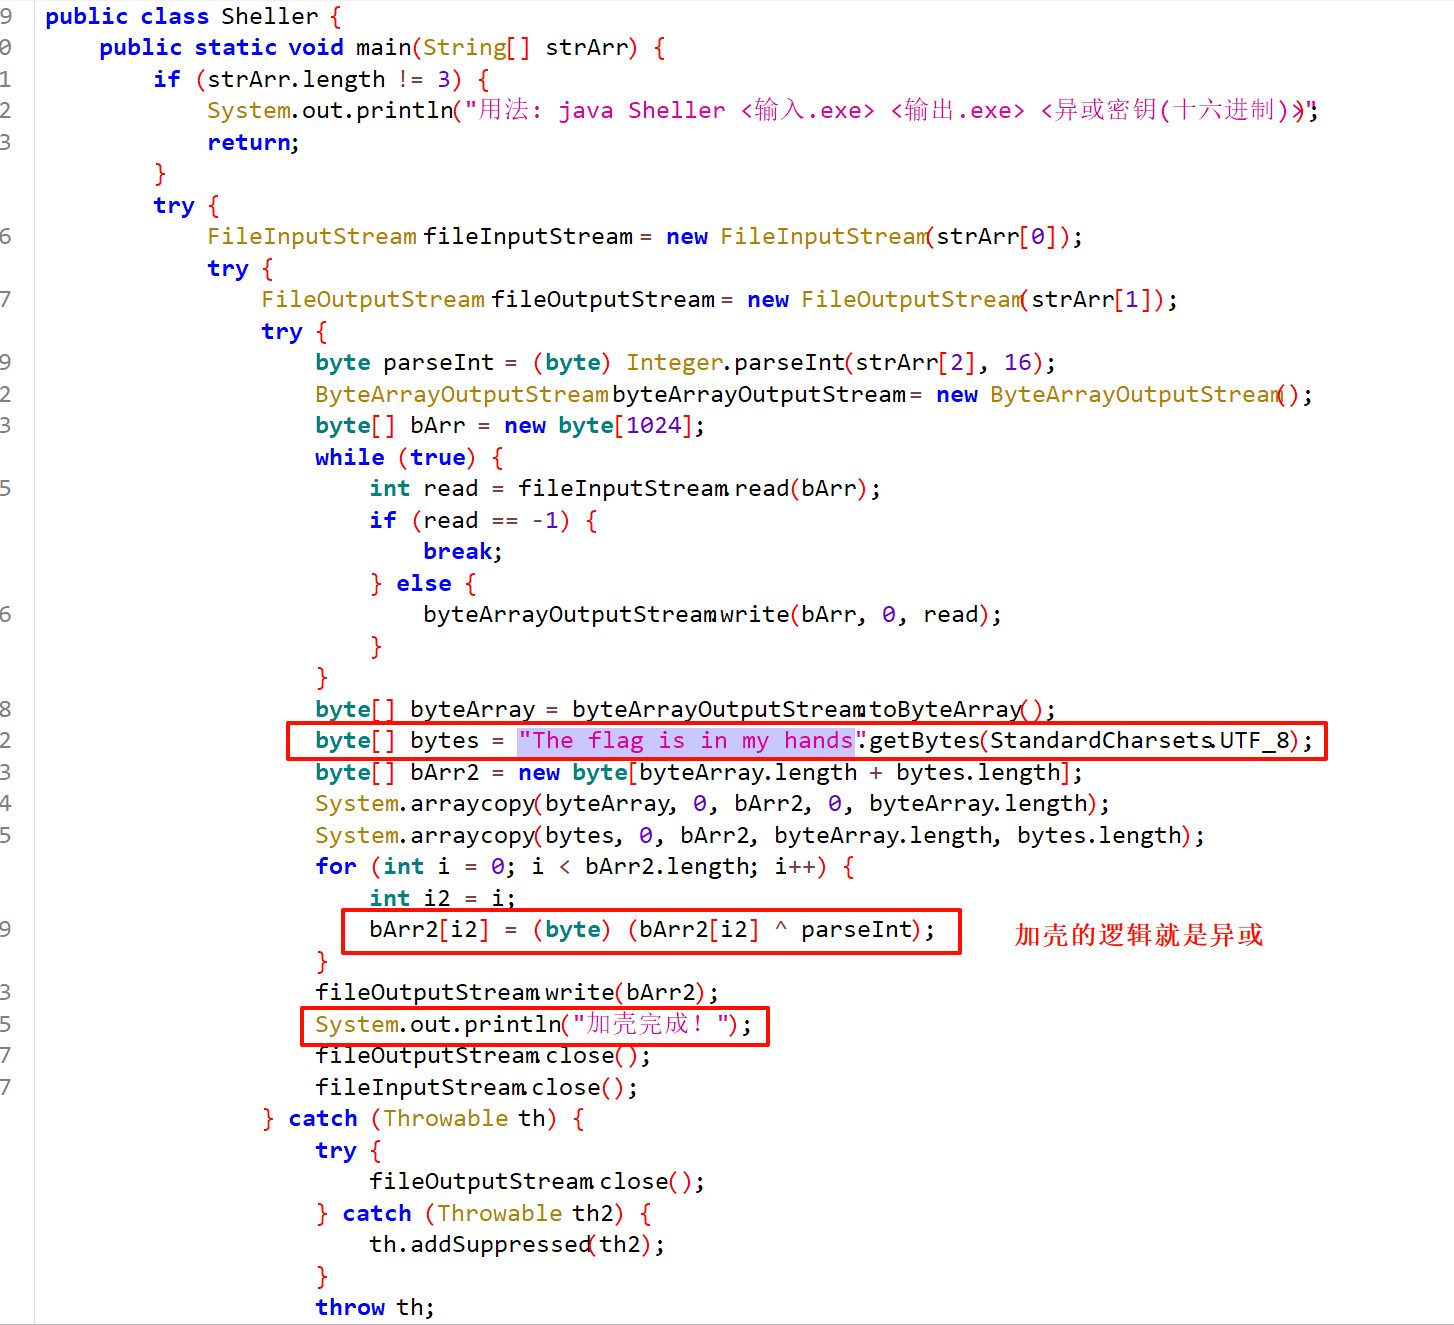 9 public class Sheller {
0 public static void main(String[] strArr) {
1 if (strArr.length != 3) {
2 System.out.println("用法: java Sheller <输入.exe> <输出.exe> <异或密钥(十六进制)>");
3 return;
}
try {
6 FileInputStream fileInputStream = new FileInputStream(strArr[0]);
try {
7 FileOutputStream fileOutputStream = new FileOutputStream(strArr[1]);
try {
9 byte parseInt = (byte) Integer.parseInt(strArr[2], 16);
2 ByteArrayOutputStream byteArrayOutputStream = new ByteArrayOutputStream();
3 byte[] bArr = new byte[1024];
while (true) {
5 int read = fileInputStream.read(bArr);
if (read == -1) {
break;
} else {
6 byteArrayOutputStream.write(bArr, 0, read);
}
}
8 byte[] byteArray = byteArrayOutputStream.toByteArray();
2 byte[] bytes = "The flag is in my hands".getBytes(StandardCharsets.UTF_8);
3 byte[] bArr2 = new byte[byteArray.length + bytes.length];
4 System.arraycopy(byteArray, 0, bArr2, 0, byteArray.length);
5 System.arraycopy(bytes, 0, bArr2, byteArray.length, bytes.length);
for (int i = 0; i < bArr2.length; i++) {
int i2 = i;
9 bArr2[i2] = (byte) (bArr2[i2] ^ parseInt); 加壳的逻辑就是异或
}
3 fileOutputStream.write(bArr2);
5 System.out.println("加壳完成! ");
7 fileOutputStream.close();
7 fileInputStream.close();
} catch (Throwable th) {
try {
fileOutputStream.close();
} catch (Throwable th2) {
th.addSuppressed(th2);
}
throw th;